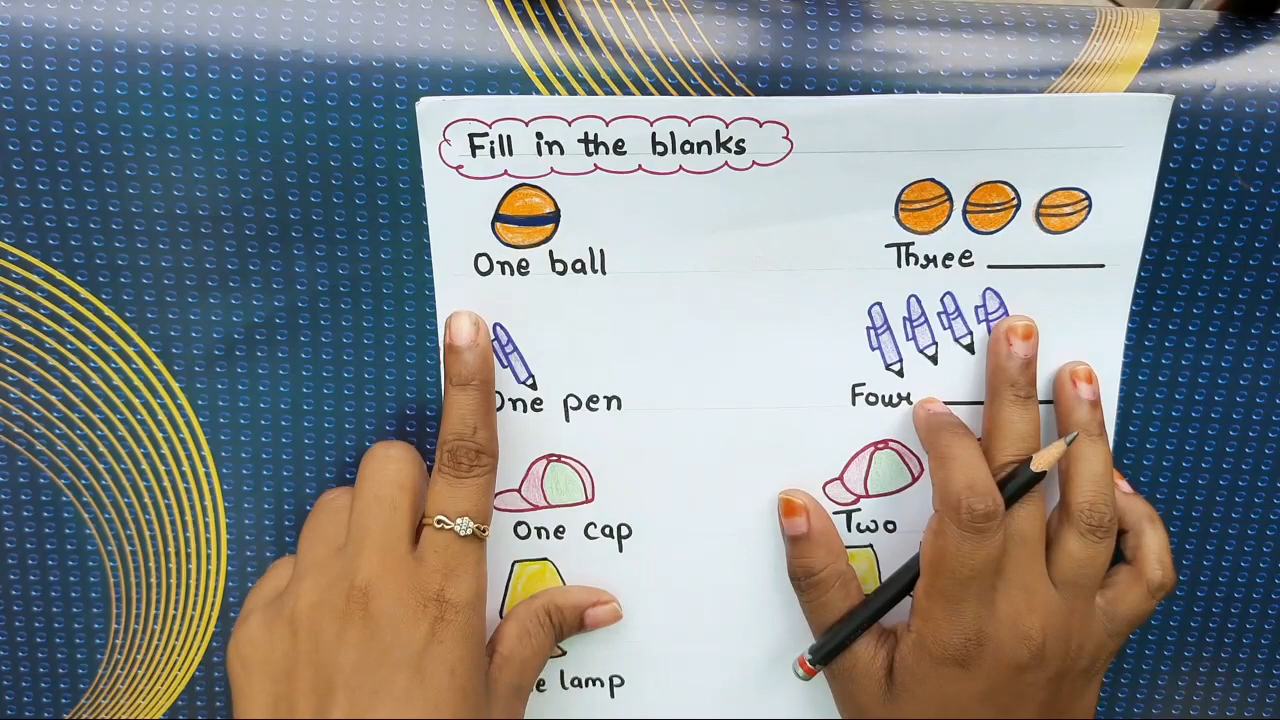 Fill in the blanks
One ball
Three
One pen
Four
One cap
Two
lamp